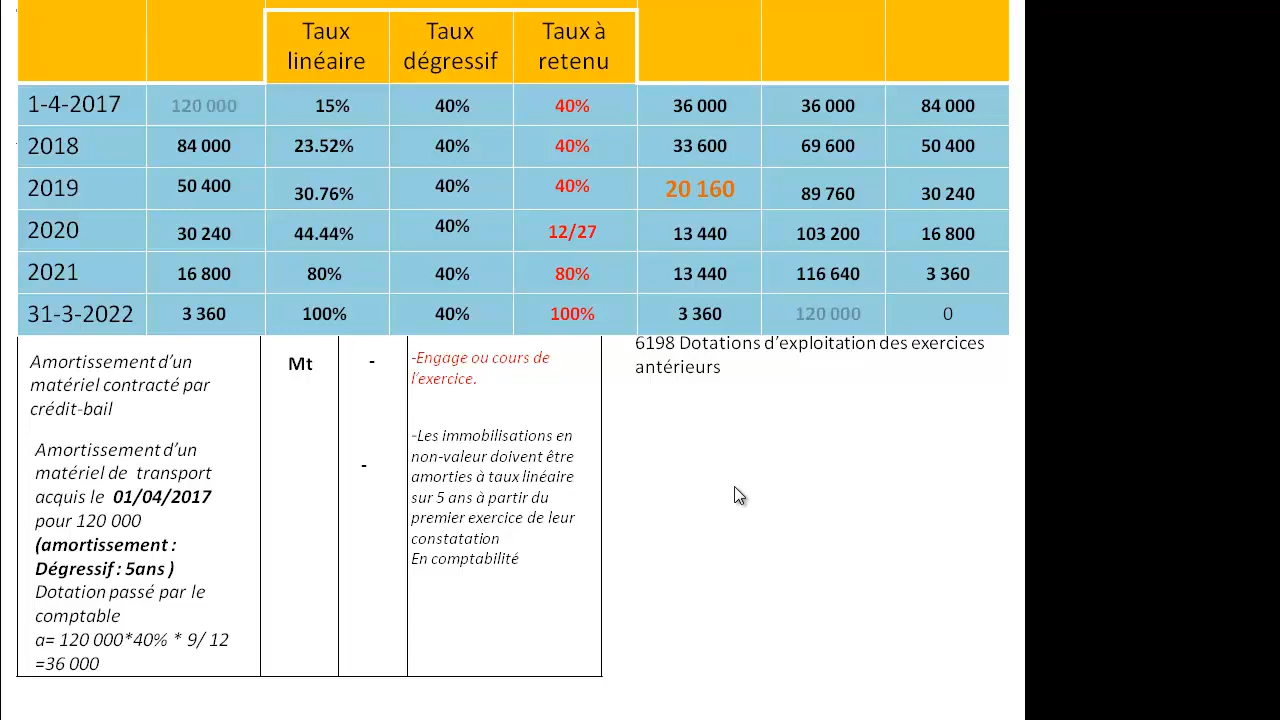 Taux linéaire
Taux dégressif
Taux à retenu
1-4-2017 120 000 15% 40% 40% 36 000 36 000 84 000
2018 84 000 23.52% 40% 40% 33 600 69 600 50 400
2019 50 400 30.76% 40% 40% 20 160 89 760 30 240
2020 30 240 44.44% 40% 12/27 13 440 103 200 16 800
2021 16 800 80% 40% 80% 13 440 116 640 3 360
31-3-2022 3 360 100% 40% 100% 3 360 120 000 0
Amortissement d’un
matériel contracté par
crédit-bail
Mt
-
-Engage ou cours de
l’exercice.
6198 Dotations d’exploitation des exercices
antérieurs
Amortissement d’un
matériel de transport
acquis le 01/04/2017
pour 120 000
(amortissement :
Dégressif : 5ans )
Dotation passé par le
comptable
a= 120 000*40% * 9/ 12
=36 000
-
-Les immobilisations en
non-valeur doivent être
amorties à taux linéaire
sur 5 ans à partir du
premier exercice de leur
constatation
En comptabilité